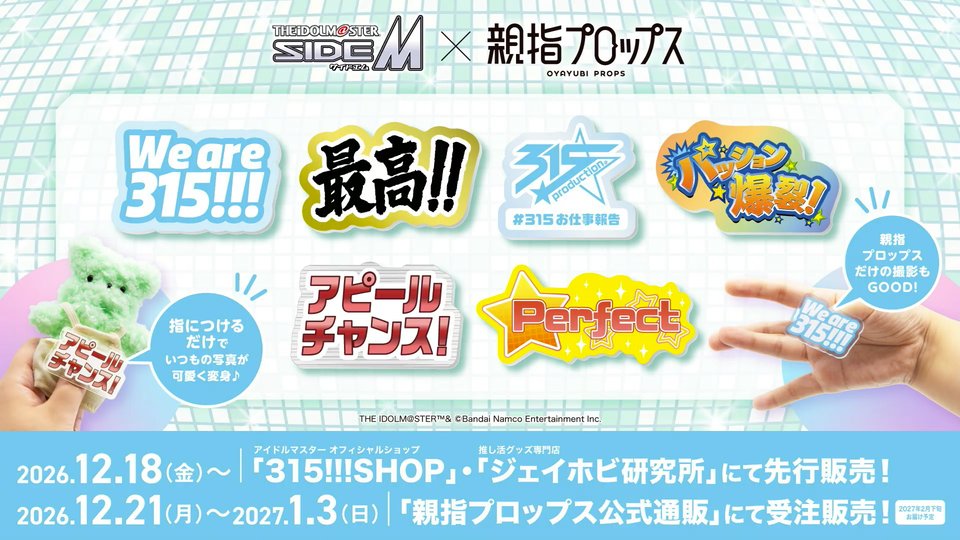 THE IDOLM@STER
SIDEM
サイドエム
×
親指プロップス
OYAYUBI PROPS
We are
315!!!
最高!!
315
production
#315お仕事報告
パッション
爆裂!
アピール
チャンス!
Perfect
親指
プロップス
だけの撮影も
GOOD!
We are
315!!!
指につける
だけで
いつもの写真が
可愛く変身♪
アピール
チャンス!
THE IDOLM@STER™& ©Bandai Namco Entertainment Inc.
アイドルマスター オフィシャルショップ 推し活グッズ専門店
2026.12.18(金)~ 「315!!!SHOP」・「ジェイホビ研究所」にて先行販売!
2026.12.21(月)~2027.1.3(日) 「親指プロップス公式通販」にて受注販売!
2027年2月下旬
お届け予定